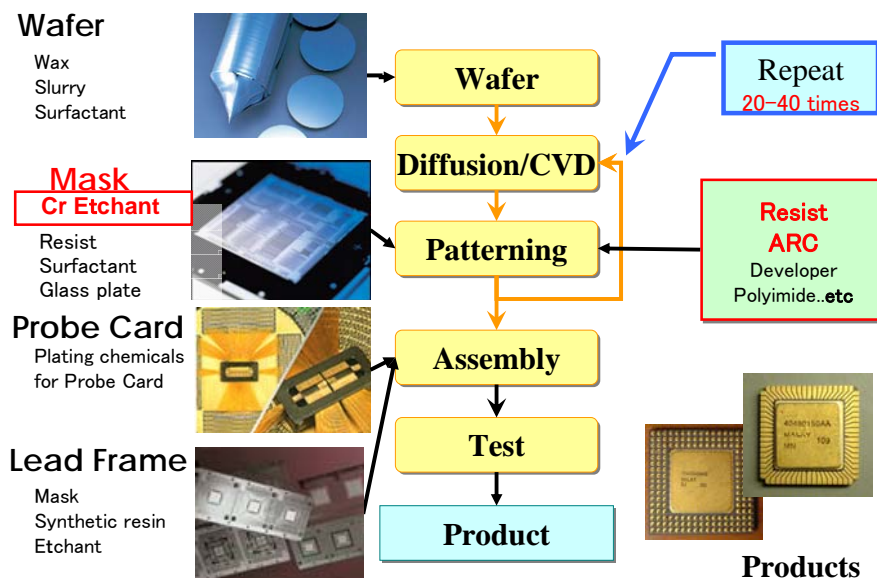 Wafer
Wax
Slurry
Surfactant
Mask
Cr Etchant
Resist
Surfactant
Glass plate
Probe Card
Plating chemicals
for Probe Card
Lead Frame
Mask
Synthetic resin
Etchant
Wafer
Diffusion/CVD
Patterning
Assembly
Test
Product
Repeat
20-40 times
Resist
ARC
Developer
Polyimide..etc
MALAY
109
Products